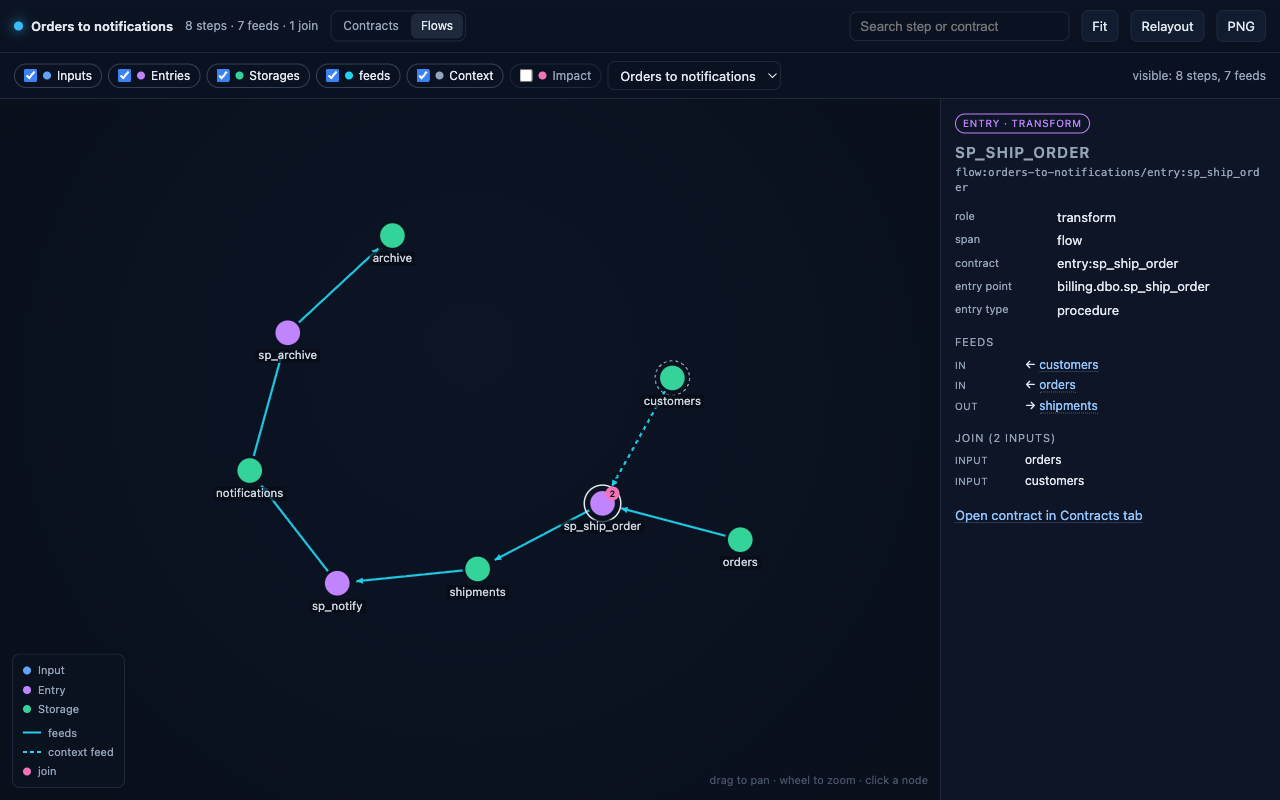 Orders to notifications 8 steps · 7 feeds · 1 join Contracts Flows Search step or contract Fit Relayout PNG
Inputs Entries Storages feeds Context Impact Orders to notifications visible: 8 steps, 7 feeds
archive
sp_archive
customers
notifications
2
sp_ship_order
orders
shipments
sp_notify
Input
Entry
Storage
feeds
context feed
join
drag to pan · wheel to zoom · click a node
ENTRY · TRANSFORM
SP_SHIP_ORDER
flow:orders-to-notifications/entry:sp_ship_ord
er
role transform
span flow
contract entry:sp_ship_order
entry point billing.dbo.sp_ship_order
entry type procedure
FEEDS
IN ← customers
IN ← orders
OUT → shipments
JOIN (2 INPUTS)
INPUT orders
INPUT customers
Open contract in Contracts tab